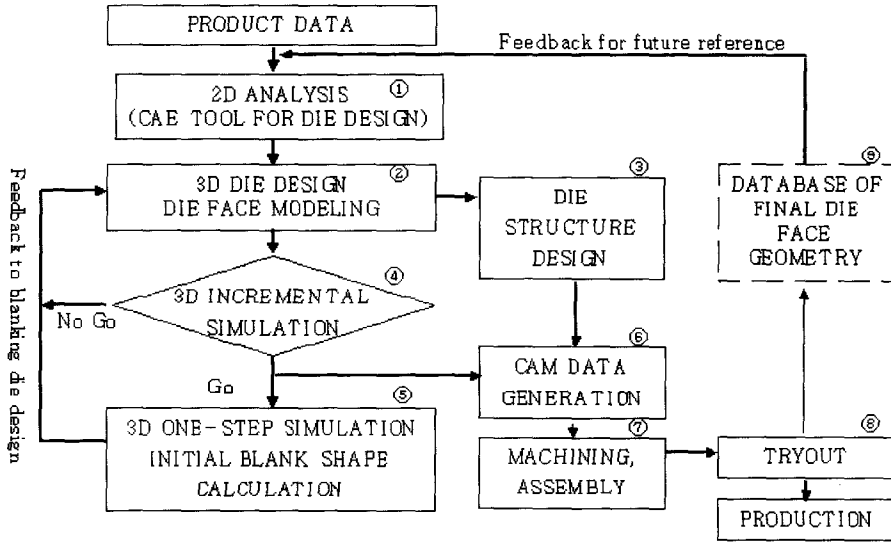 PRODUCT DATA
Feedback for future reference
①
2D ANALYSIS
(CAE TOOL FOR DIE DESIGN)
②
3D DIE DESIGN
DIE FACE MODELING
③
DIE
STRUCTURE
DESIGN
⑨
DATABASE OF
FINAL DIE
FACE
GEOMETRY
Feedback to blanking die design
④
3D INCREMENTAL
SIMULATION
No Go
Go
⑤
3D ONE-STEP SIMULATION
INITIAL BLANK SHAPE
CALCULATION
⑥
CAM DATA
GENERATION
⑦
MACHINING,
ASSEMBLY
⑧
TRYOUT
PRODUCTION